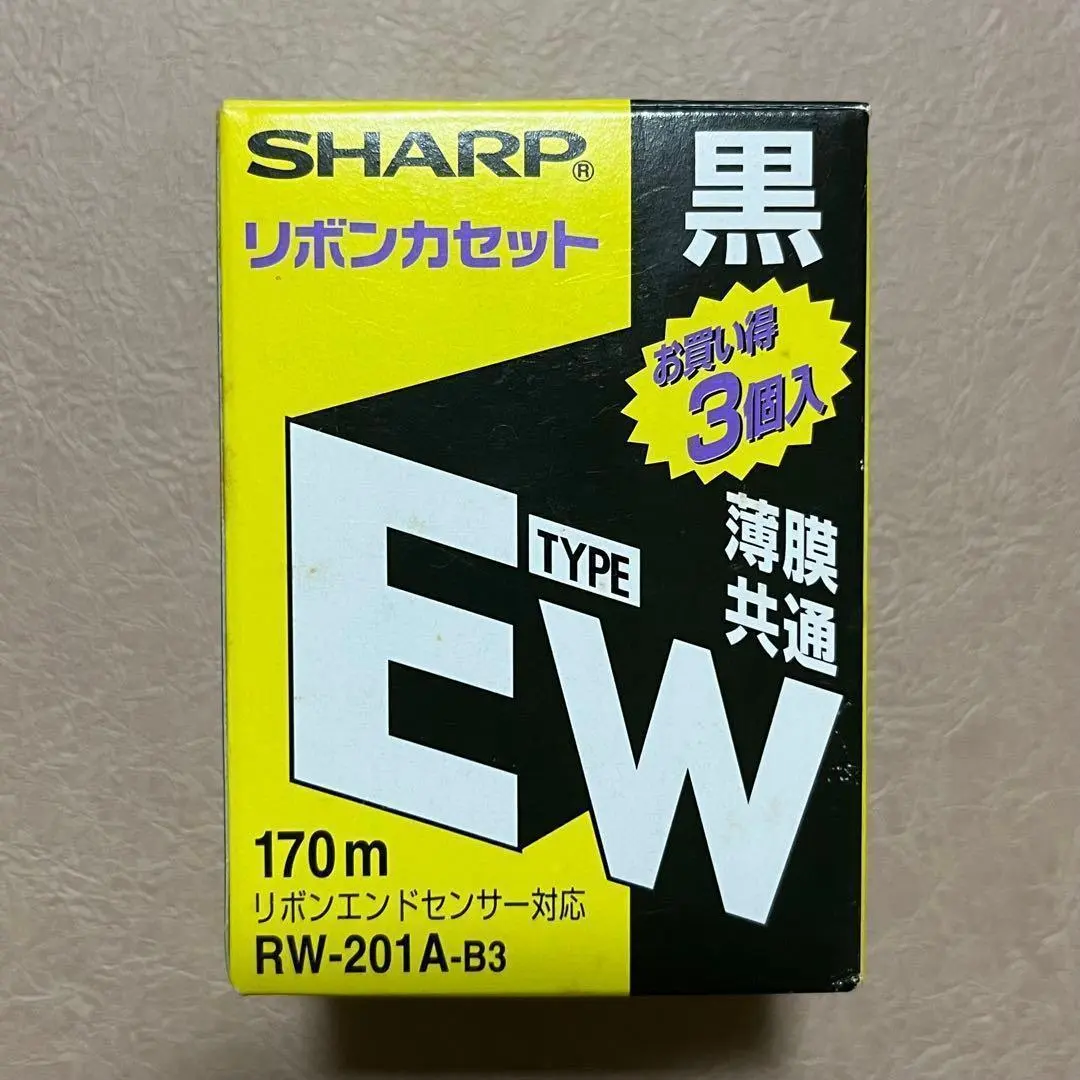 SHARP®
リボンカセット
黒
お買い得
3個入
TYPE
EW
薄膜
共通
170m
リボンエンドセンサー対応
RW-201A-B3